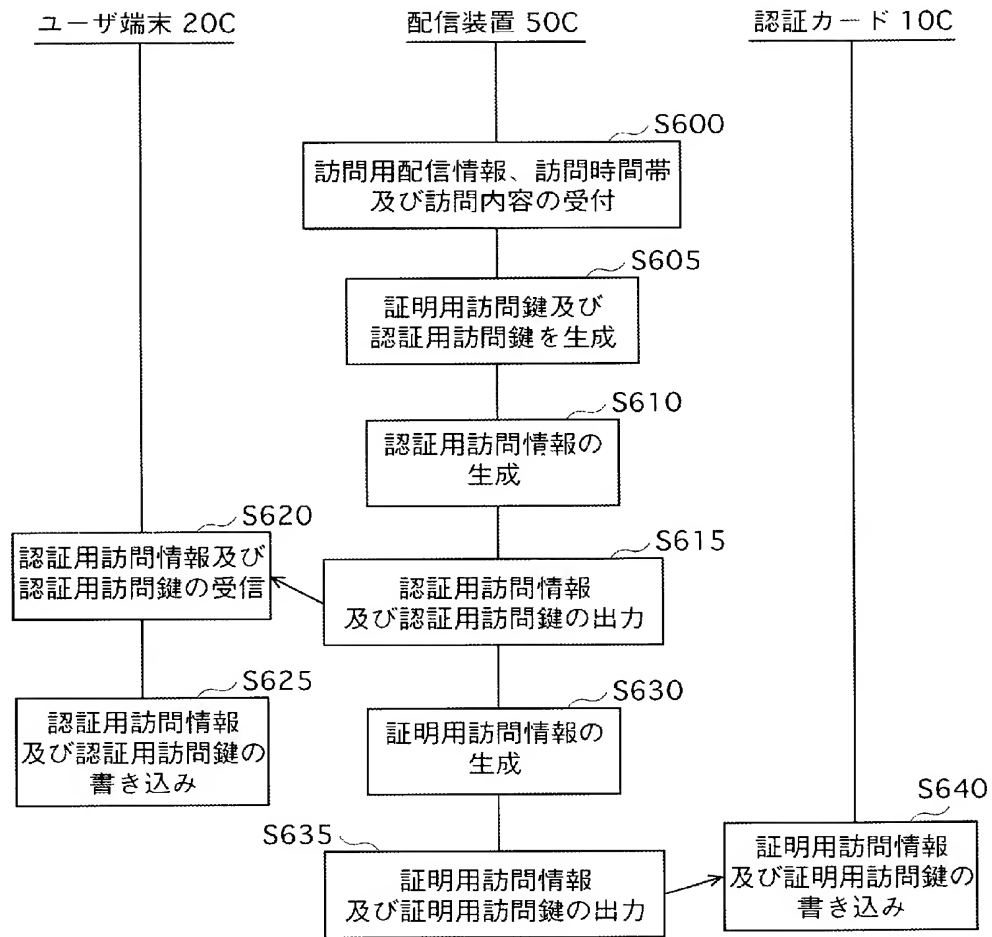 ユーザ端末 20C
配信装置 50C
認証カード 10C
S600
訪問用配信情報、訪問時間帯
及び訪問内容の受付
S605
証明用訪問鍵及び
認証用訪問鍵を生成
S610
認証用訪問情報の
生成
S620
認証用訪問情報及び
認証用訪問鍵の受信
S615
認証用訪問情報
及び認証用訪問鍵の出力
S625
認証用訪問情報
及び認証用訪問鍵の
書き込み
S630
証明用訪問情報の
生成
S635
証明用訪問情報
及び証明用訪問鍵の出力
S640
証明用訪問情報
及び証明用訪問鍵の
書き込み